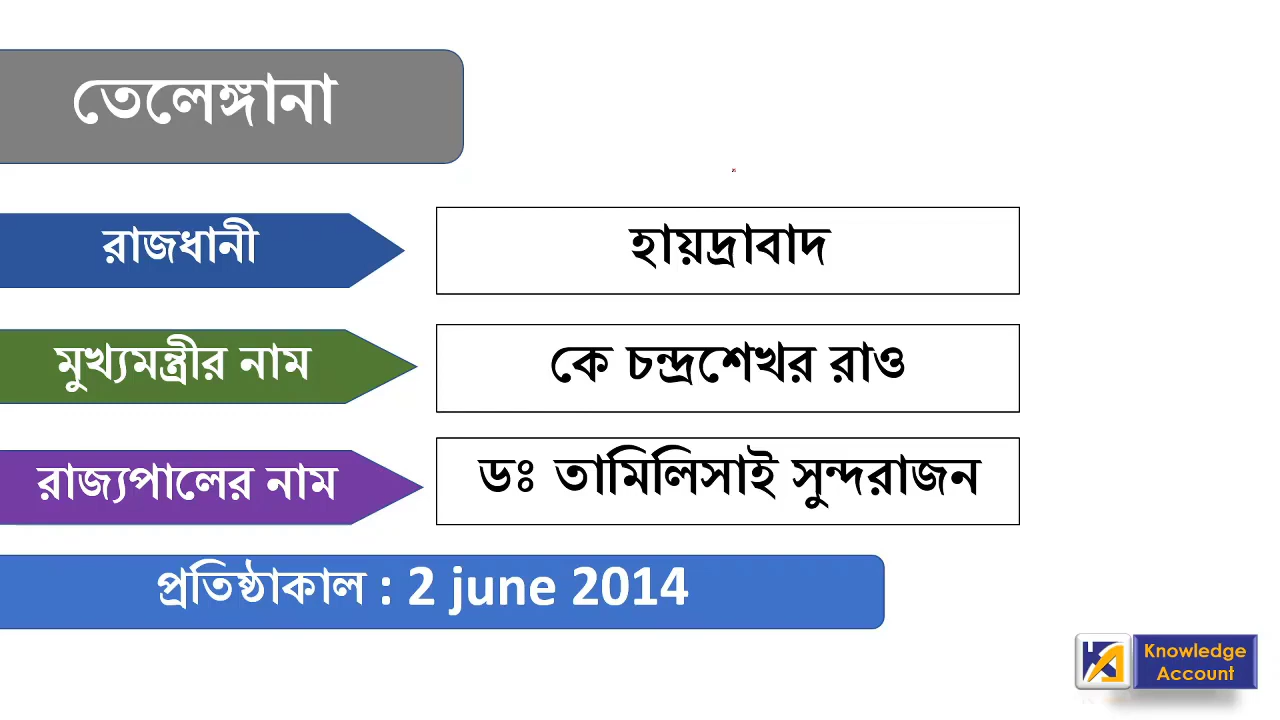 তেলেঙ্গানা
রাজধানী
হায়দ্রাবাদ
মুখ্যমন্ত্রীর নাম
কে চন্দ্রশেখর রাও
রাজ্যপালের নাম
ডঃ তামিলিসাই সুন্দরাজন
প্রতিষ্ঠাকাল : 2 june 2014
Knowledge
Account